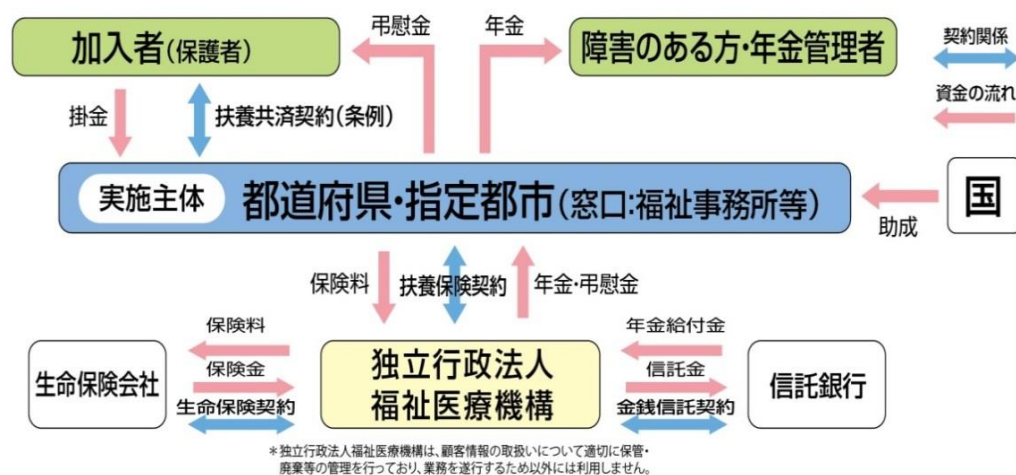 加入者(保護者)
弔慰金
年金
障害のある方・年金管理者
契約関係
資金の流れ
掛金
扶養共済契約(条例)
実施主体 都道府県・指定都市(窓口:福祉事務所等)
国
助成
保険料
扶養保険契約
年金・弔慰金
保険料
保険金
生命保険契約
生命保険会社
独立行政法人
福祉医療機構
年金給付金
信託金
金銭信託契約
信託銀行
*独立行政法人福祉医療機構は、顧客情報の取扱いについて適切に保管・
廃棄等の管理を行っており、業務を遂行するため以外には利用しません。